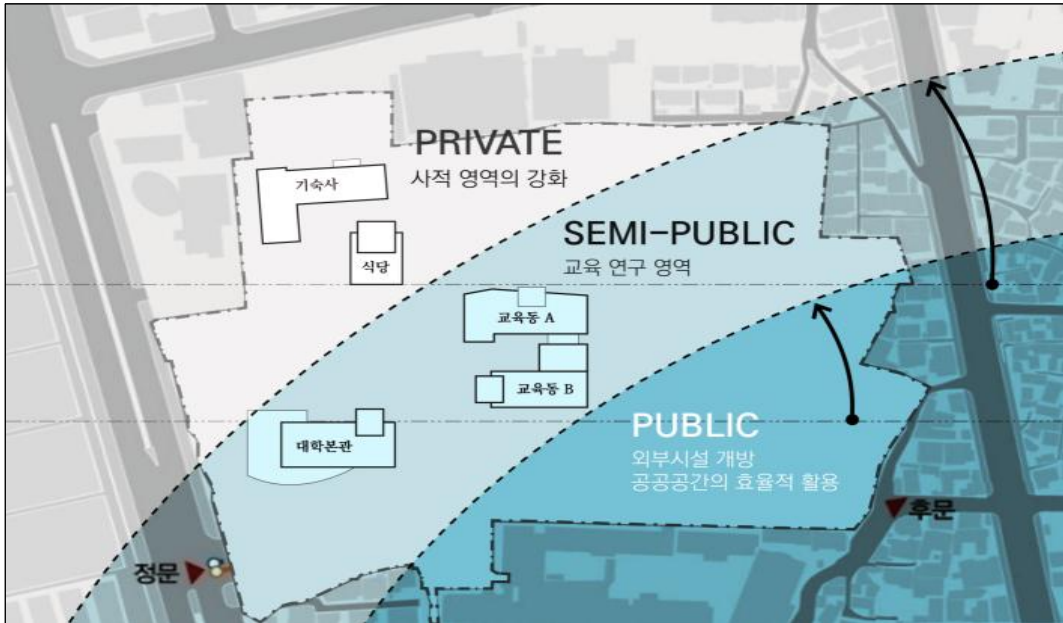 PRIVATE
사적 영역의 강화
기숙사
식당
SEMI-PUBLIC
교육 연구 영역
교육동 A
교육동 B
대학본관
PUBLIC
외부시설 개방
공공공간의 효율적 활용
후문
정문